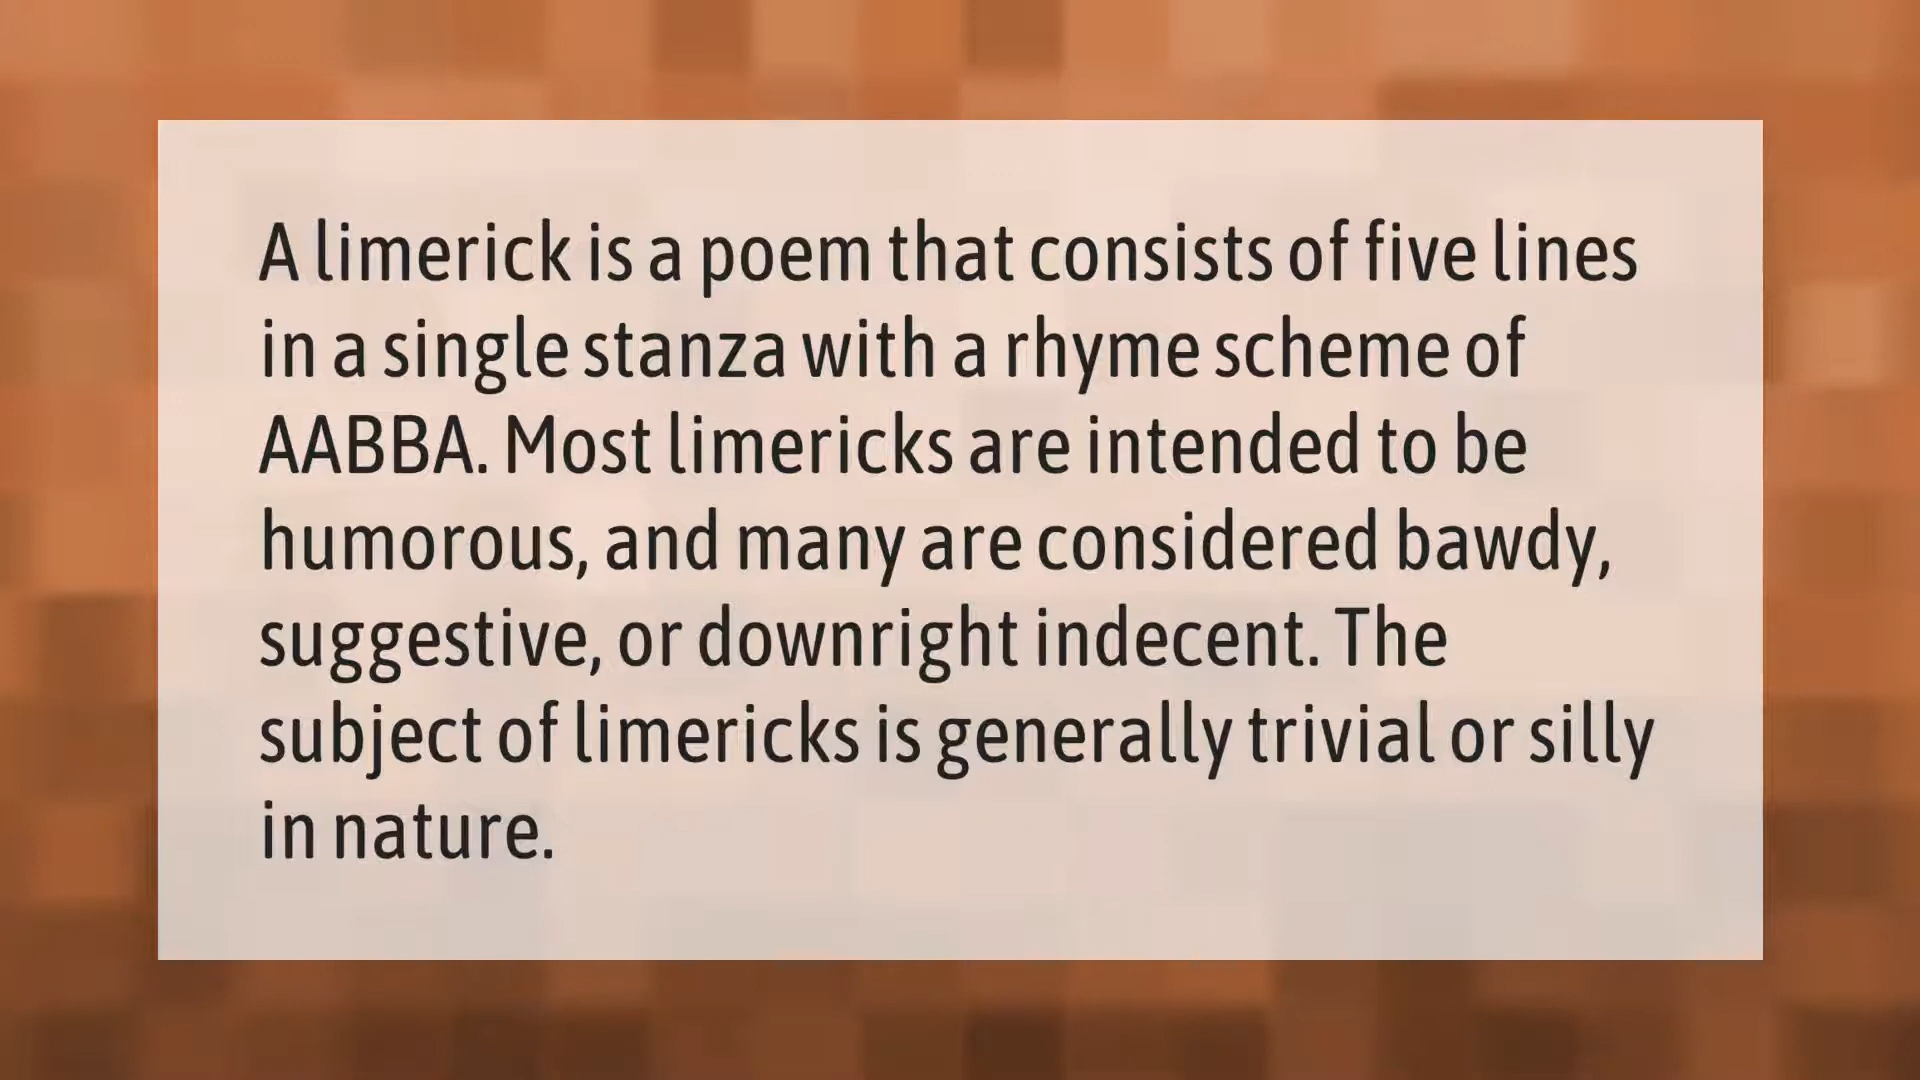 A limerick is a poem that consists of five lines
in a single stanza with a rhyme scheme of
AABBA. Most limericks are intended to be
humorous, and many are considered bawdy,
suggestive, or downright indecent. The
subject of limericks is generally trivial or silly
in nature.